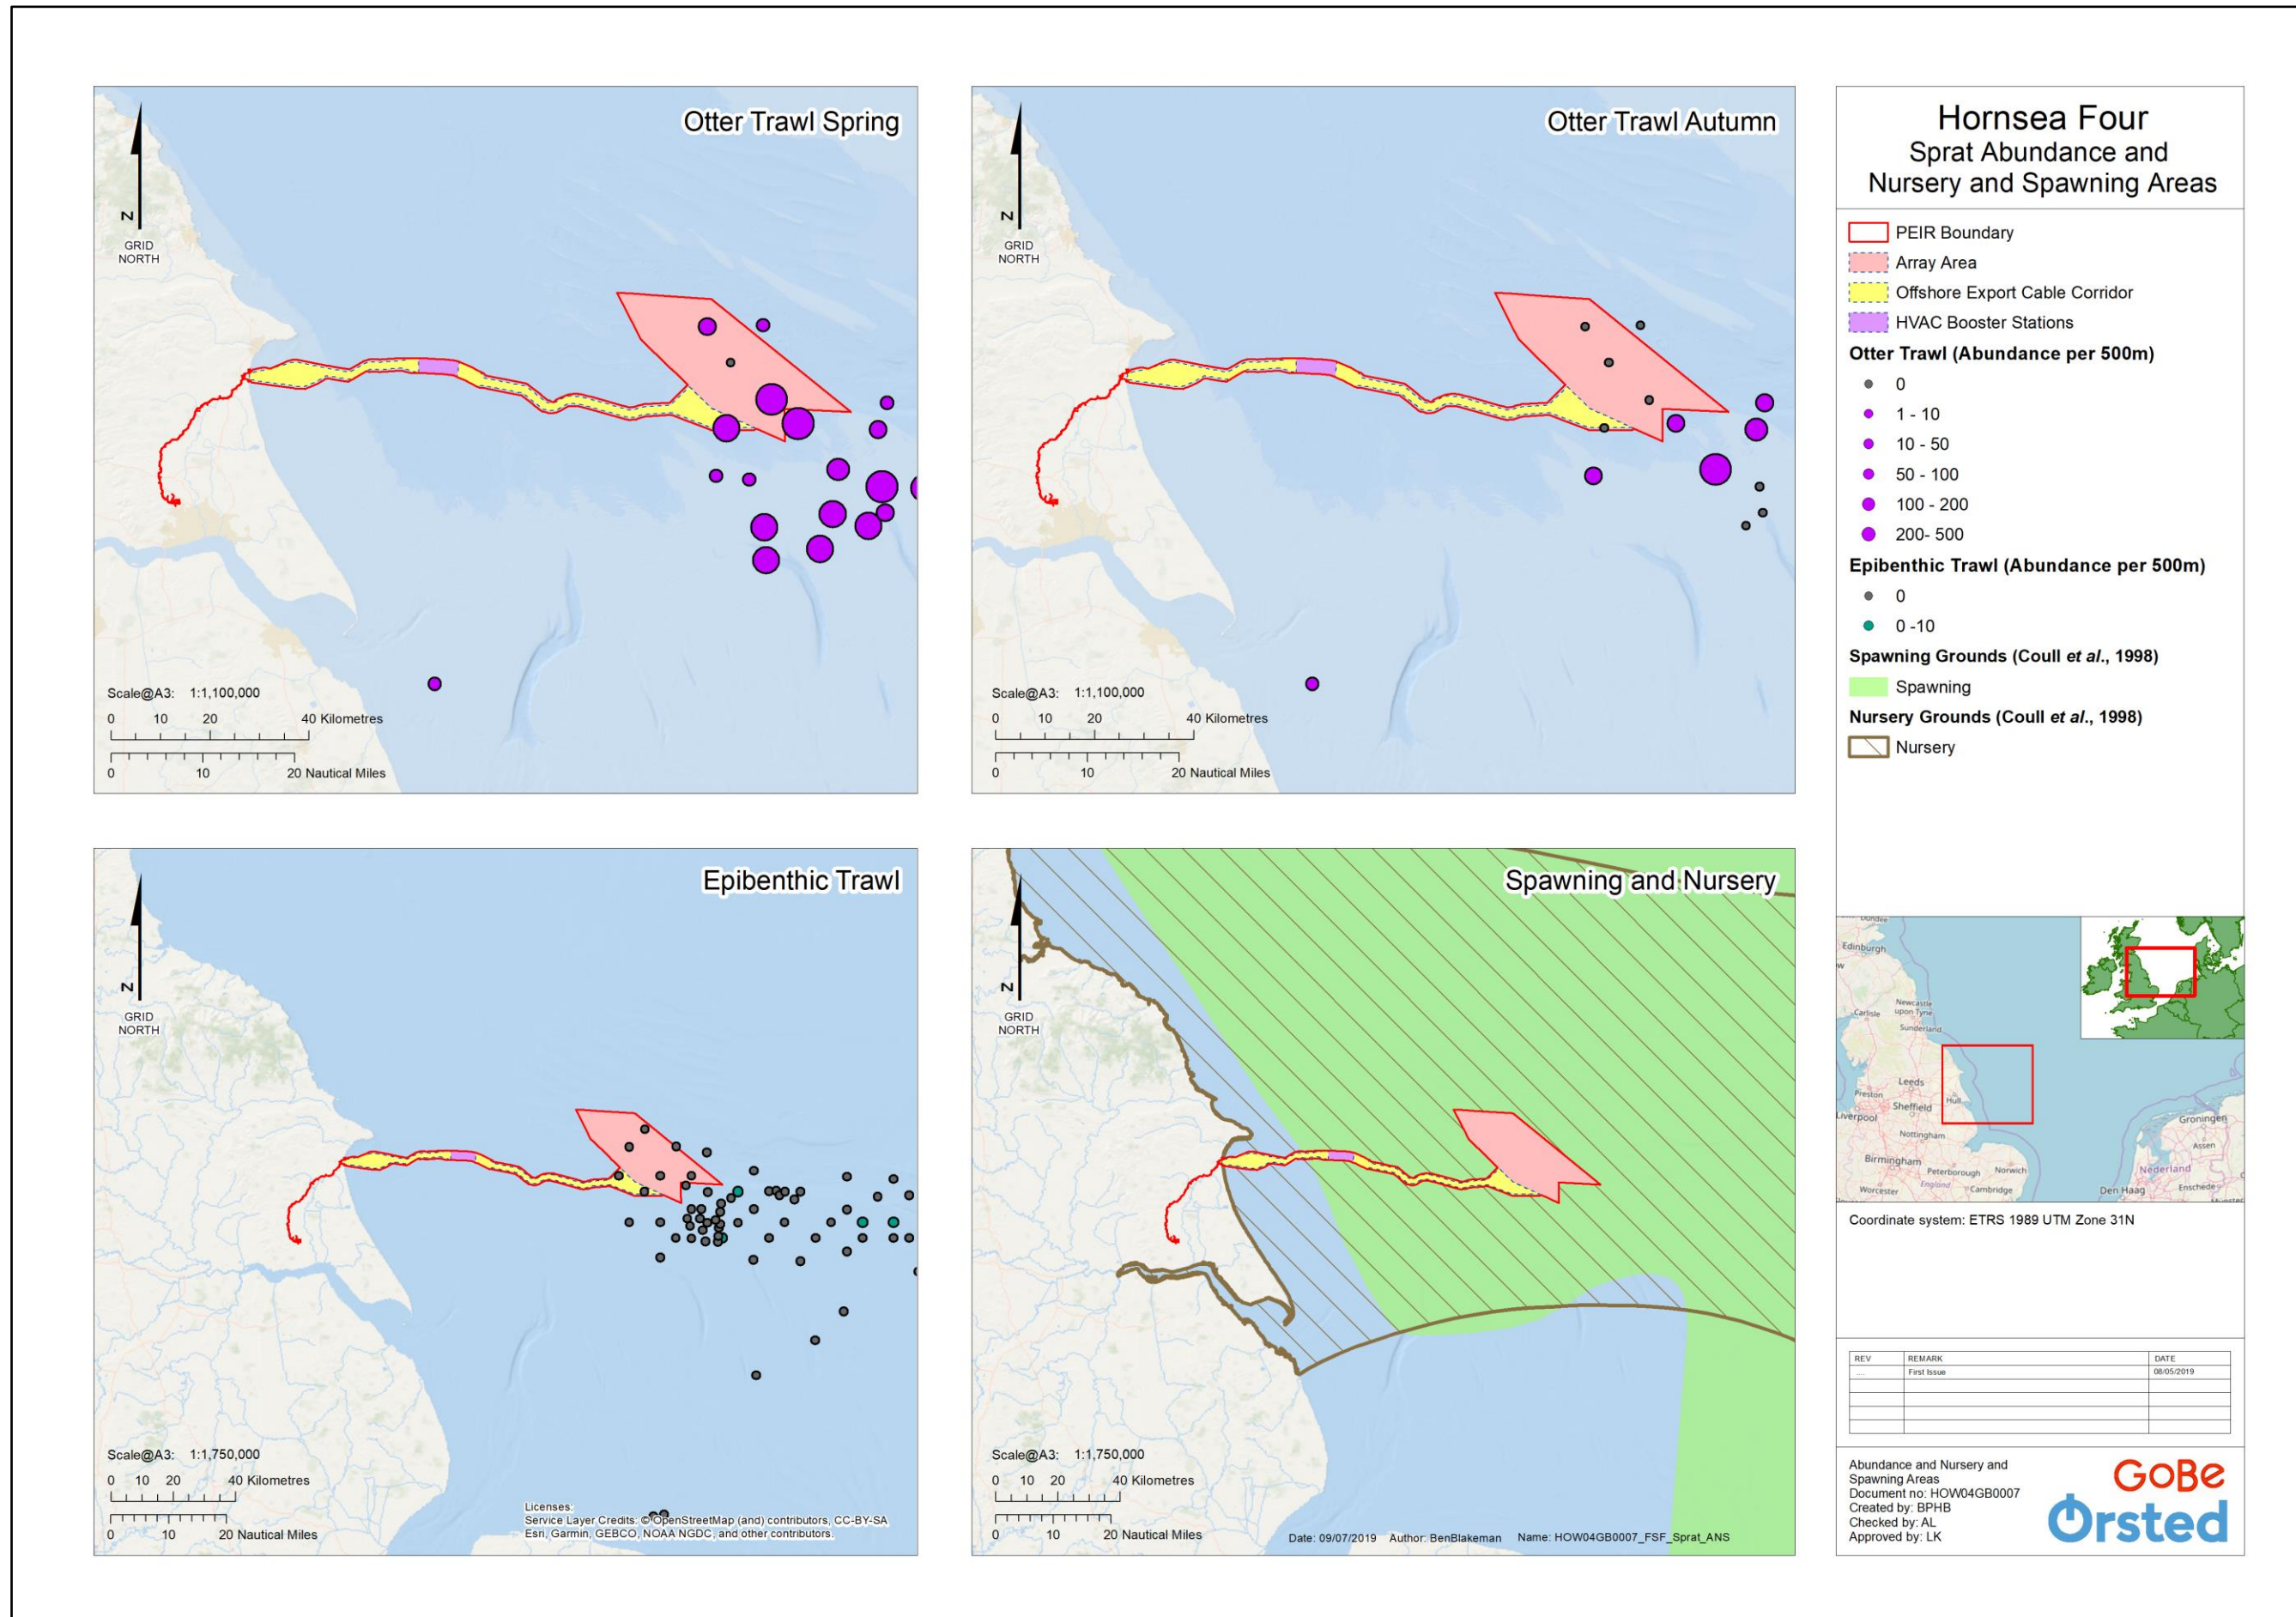 Otter Trawl Spring
N
GRID
NORTH
Scale@A3: 1:1,100,000
0 10 20 40 Kilometres
0 10 20 Nautical Miles
Otter Trawl Autumn
N
GRID
NORTH
Scale@A3: 1:1,100,000
0 10 20 40 Kilometres
0 10 20 Nautical Miles
Epibenthic Trawl
N
GRID
NORTH
Scale@A3: 1:1,750,000
0 10 20 40 Kilometres
0 10 20 Nautical Miles
Licenses:
Service Layer Credits: © OpenStreetMap (and) contributors, CC-BY-SA
Esri, Garmin, GEBCO, NOAA NGDC, and other contributors.
Spawning and Nursery
N
GRID
NORTH
Scale@A3: 1:1,750,000
0 10 20 40 Kilometres
0 10 20 Nautical Miles
Date: 09/07/2019 Author: BenBlakeman Name: HOW04GB0007_FSF_Sprat_ANS
Hornsea Four
Sprat Abundance and
Nursery and Spawning Areas
PEIR Boundary
Array Area
Offshore Export Cable Corridor
HVAC Booster Stations
Otter Trawl (Abundance per 500m)
0
1 - 10
10 - 50
50 - 100
100 - 200
200- 500
Epibenthic Trawl (Abundance per 500m)
0
0 -10
Spawning Grounds (Coull et al., 1998)
Spawning
Nursery Grounds (Coull et al., 1998)
Nursery
Dundee
Edinburgh
Newcastle
upon Tyne
Carlisle
Sunderland
Leeds
Preston
Hull
Liverpool
Sheffield
Nottingham
Birmingham
Peterborough
Norwich
England
Worcester
Cambridge
Groningen
Assen
Nederland
Den Haag
Enschede
Coordinate system: ETRS 1989 UTM Zone 31N
REV REMARK DATE
.... First Issue 08/05/2019
Abundance and Nursery and
Spawning Areas
Document no: HOW04GB0007
Created by: BPHB
Checked by: AL
Approved by: LK
GoBe
Orsted